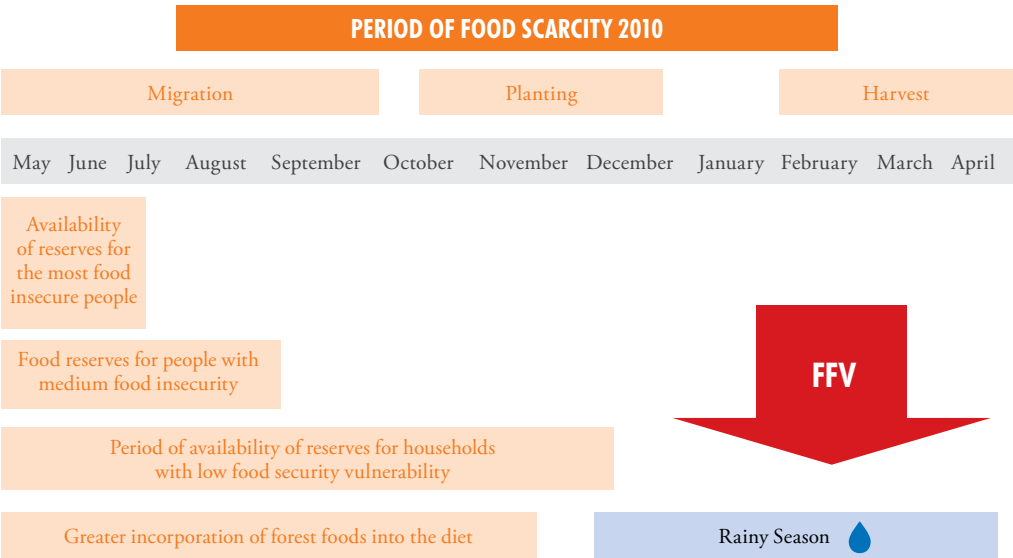 PERIOD OF FOOD SCARCITY 2010
Migration
Planting
Harvest
May June July August September October November December January February March April
Availability
of reserves for
the most food
insecure people
Food reserves for people with
medium food insecurity
FFV
Period of availability of reserves for households
with low food security vulnerability
Greater incorporation of forest foods into the diet
Rainy Season